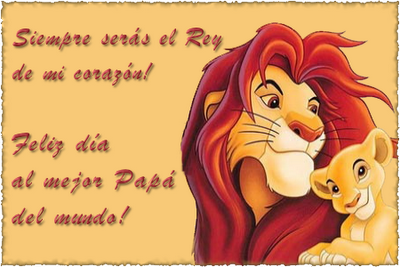 Siempre serás el Rey
de mi corazón!
Feliz día
al mejor Papá
del mundo!